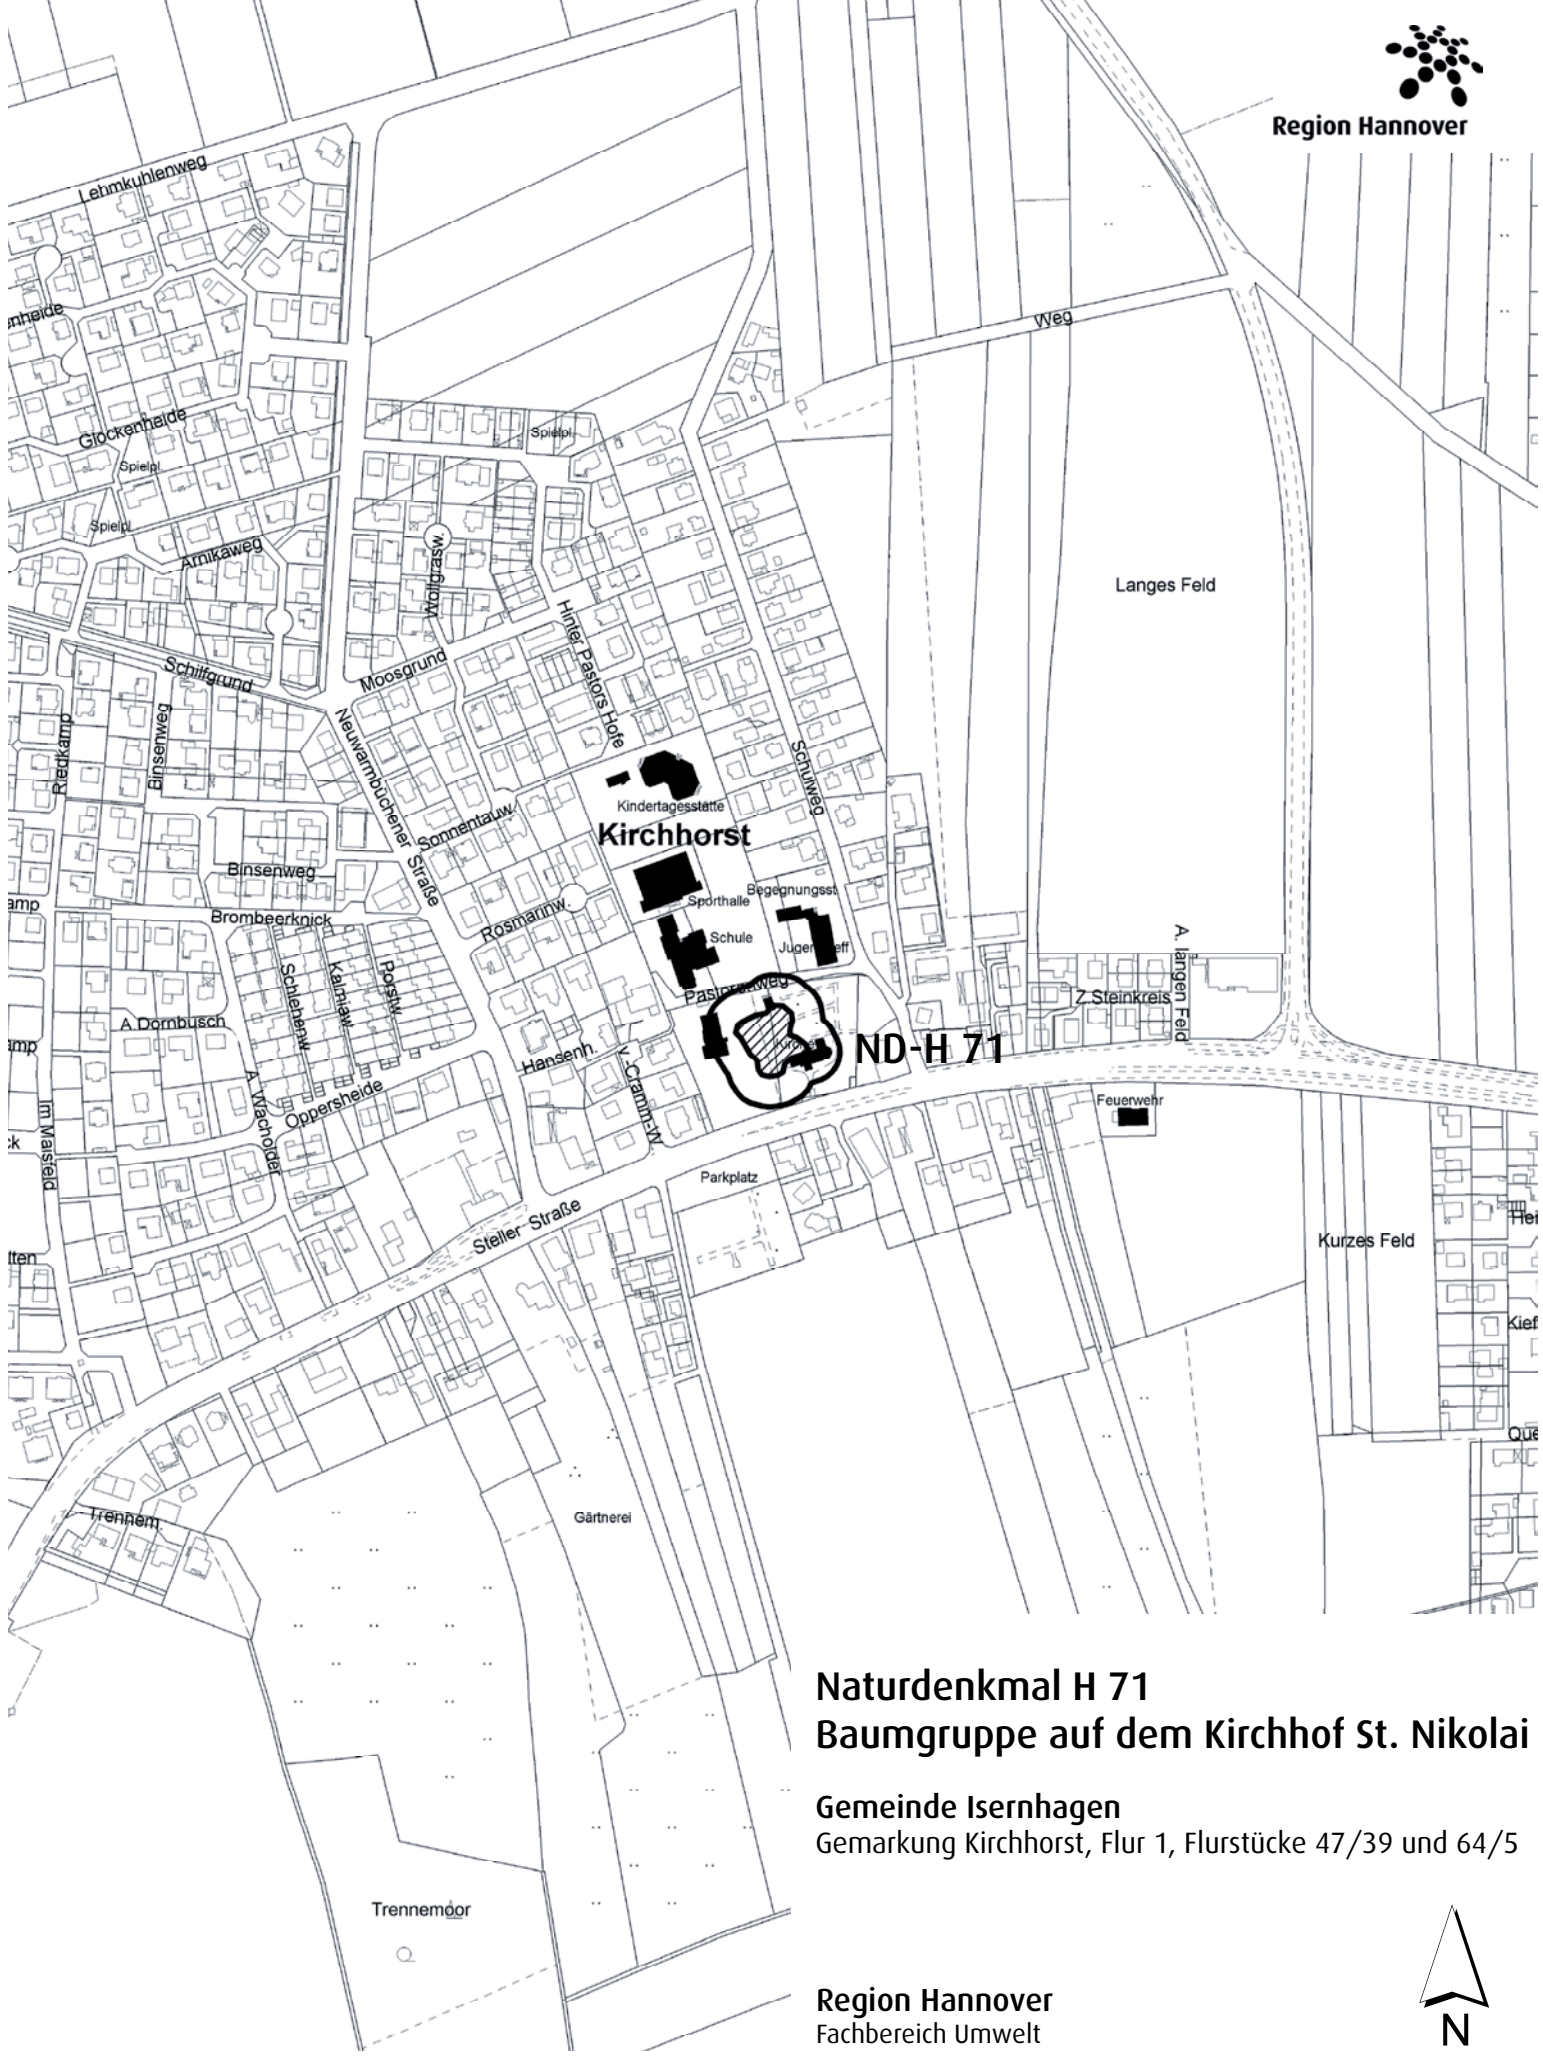 Region Hannover
Lehmkuhlenweg
Weg
Glockenheide
Spielpl.
Spielpl.
Spielpl.
Arnikaweg
Wollgrasw.
Langes Feld
Hinter Pastors Hofe
Schilfgrund
Moosgrund
Riedkamp
Binsenweg
Neuwarmbüchener Straße
Schulweg
Kindertagesstätte
Sonnentauw.
Kirchhorst
Binsenweg
Begegnungsst
Sporthalle
Brombeerknick
Rosmarinw.
Schule
A. langen Feld
Schlehenw
Kalmiaw
Porstw
Pastorenweg
Z.Steinkreis
A.Dornbusch
ND-H 71
Hansenh.
v.-Cramm-W.
A. Wacholder
Oppersheide
Feuerwehr
Im Maisfeld
Parkplatz
Steller Straße
Kurzes Feld
Trennem.
Gärtnerei
Naturdenkmal H 71
Baumgruppe auf dem Kirchhof St. Nikolai
Gemeinde Isernhagen
Gemarkung Kirchhorst, Flur 1, Flurstücke 47/39 und 64/5
Trennemoor
Region Hannover
Fachbereich Umwelt
N